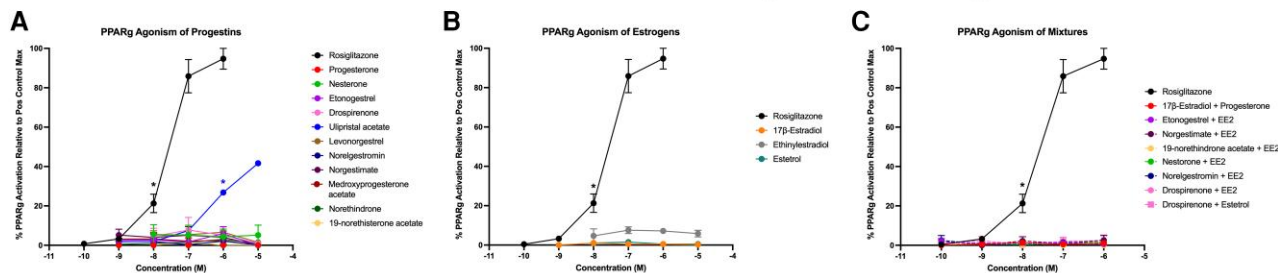 A
PPARg Agonism of Progestins
% PPARg Activation Relative to Pos Control Max
100
80
60
40
20
0
*
*
-11
-10
-9
-8
-7
-6
-5
-4
Concentration (M)
Rosiglitazone
Progesterone
Nesterone
Etonogestrel
Drospirenone
Ulipristal acetate
Levonorgestrel
Norelgestromin
Norgestimate
Medroxyprogesterone
acetate
Norethindrone
19-norethisterone acetate
B
PPARg Agonism of Estrogens
% PPARg Activation Relative to Pos Control Max
100
80
60
40
20
0
*
-11
-10
-9
-8
-7
-6
-5
-4
Concentration (M)
Rosiglitazone
17β-Estradiol
Ethinylestradiol
Estetrol
C
PPARg Agonism of Mixtures
% PPARg Activation Relative to Pos Control Max
100
80
60
40
20
0
*
-11
-10
-9
-8
-7
-6
-5
Concentration (M)
Rosiglitazone
17β-Estradiol + Progesterone
Etonogestrel + EE2
Norgestimate + EE2
19-norethindrone acetate + EE2
Nestorone + EE2
Norelgestromin + EE2
Drospirenone + EE2
Drospirenone + Estetrol